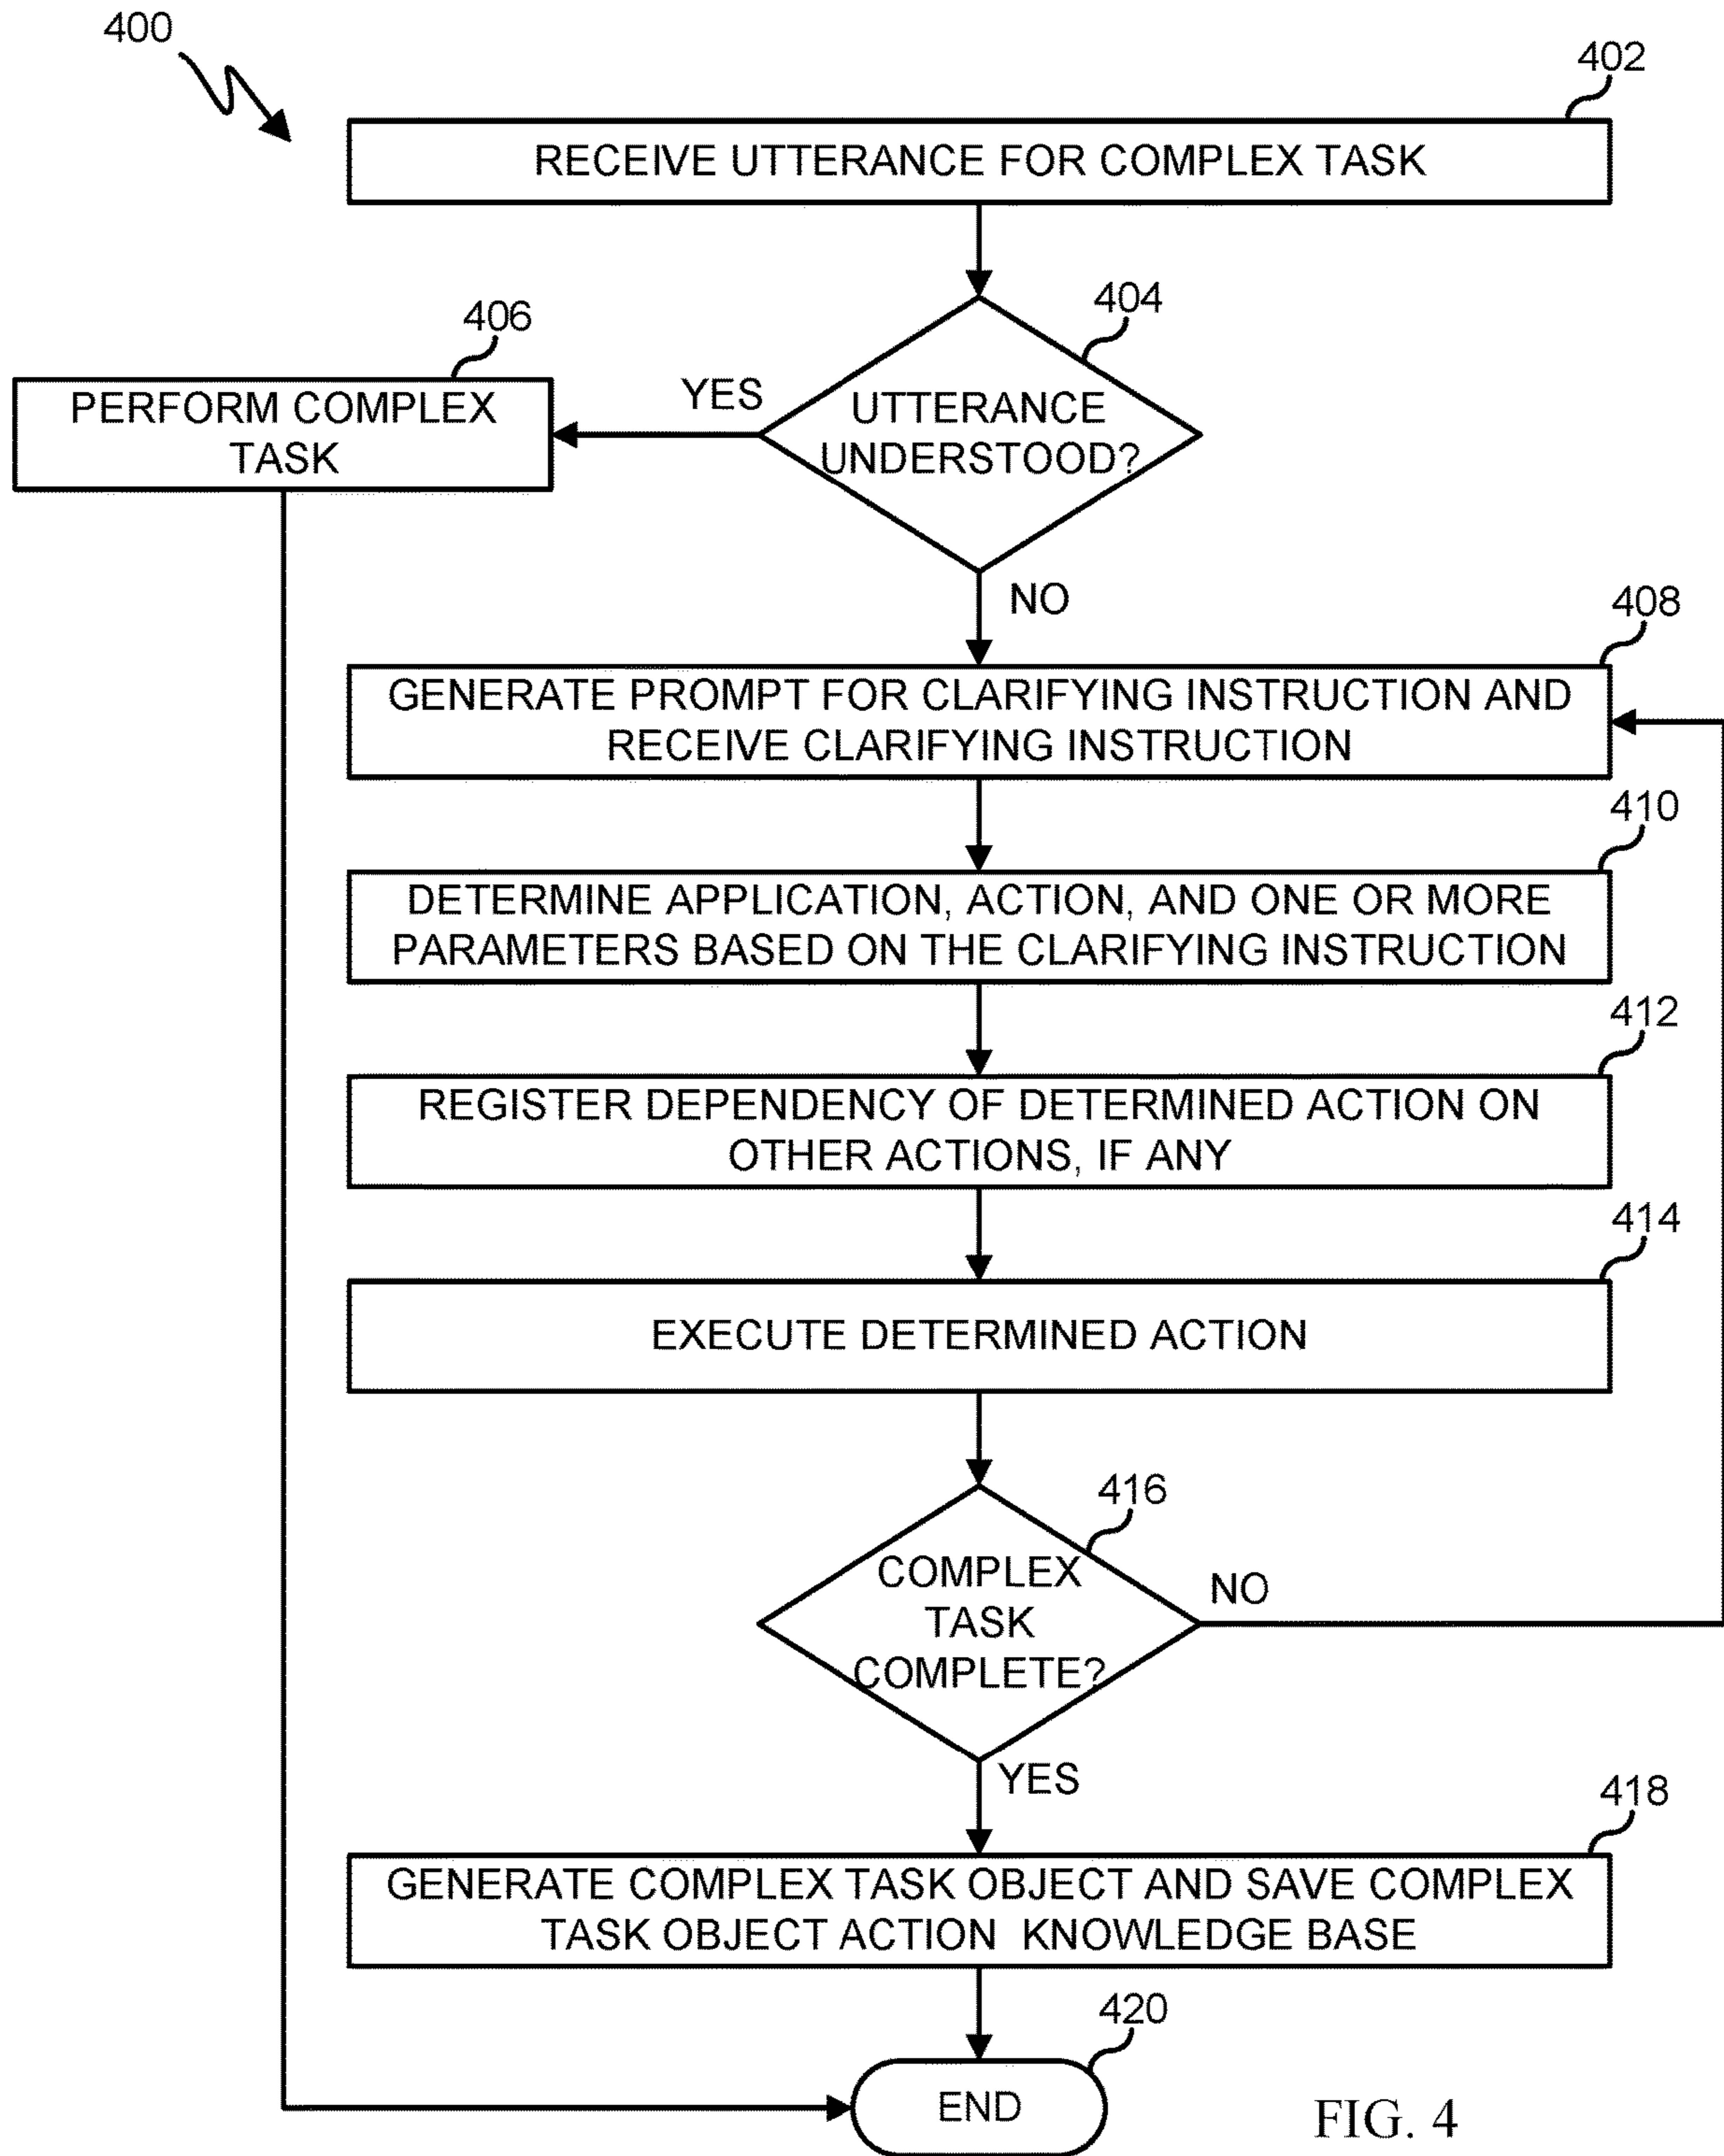 400
402
RECEIVE UTTERANCE FOR COMPLEX TASK
404
UTTERANCE
UNDERSTOOD?
YES
406
PERFORM COMPLEX
TASK
NO
408
GENERATE PROMPT FOR CLARIFYING INSTRUCTION AND
RECEIVE CLARIFYING INSTRUCTION
410
DETERMINE APPLICATION, ACTION, AND ONE OR MORE
PARAMETERS BASED ON THE CLARIFYING INSTRUCTION
412
REGISTER DEPENDENCY OF DETERMINED ACTION ON
OTHER ACTIONS, IF ANY
414
EXECUTE DETERMINED ACTION
416
COMPLEX
TASK
COMPLETE?
NO
YES
418
GENERATE COMPLEX TASK OBJECT AND SAVE COMPLEX
TASK OBJECT ACTION KNOWLEDGE BASE
420
END
FIG. 4